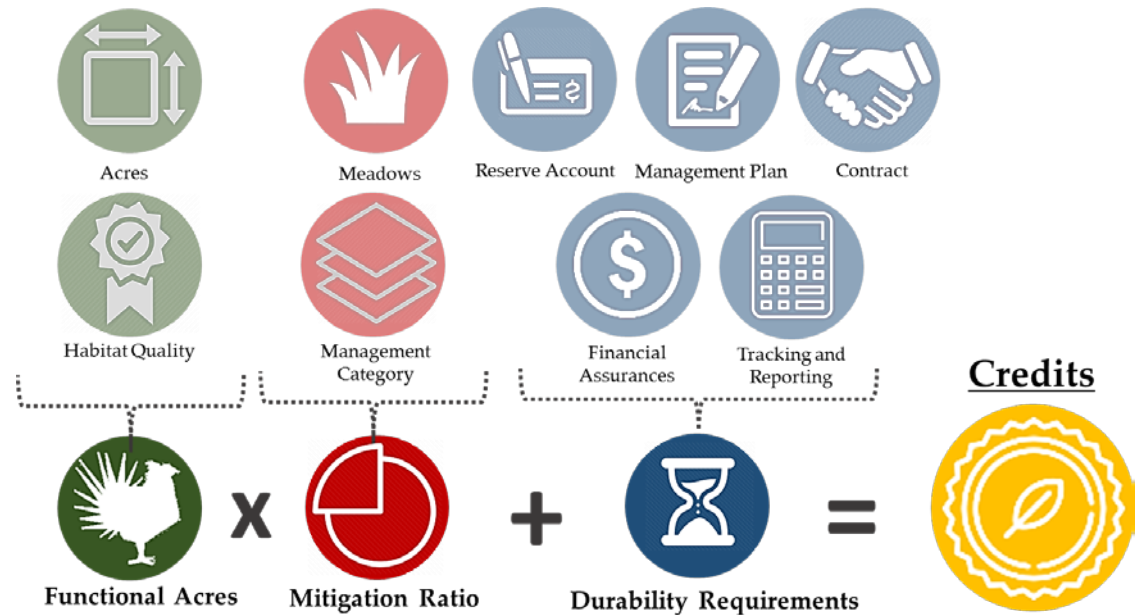 Acres
Meadows
Reserve Account
Management Plan
Contract
Habitat Quality
Management
Category
Financial
Assurances
Tracking and
Reporting
Credits
X
+
=
Functional Acres
Mitigation Ratio
Durability Requirements